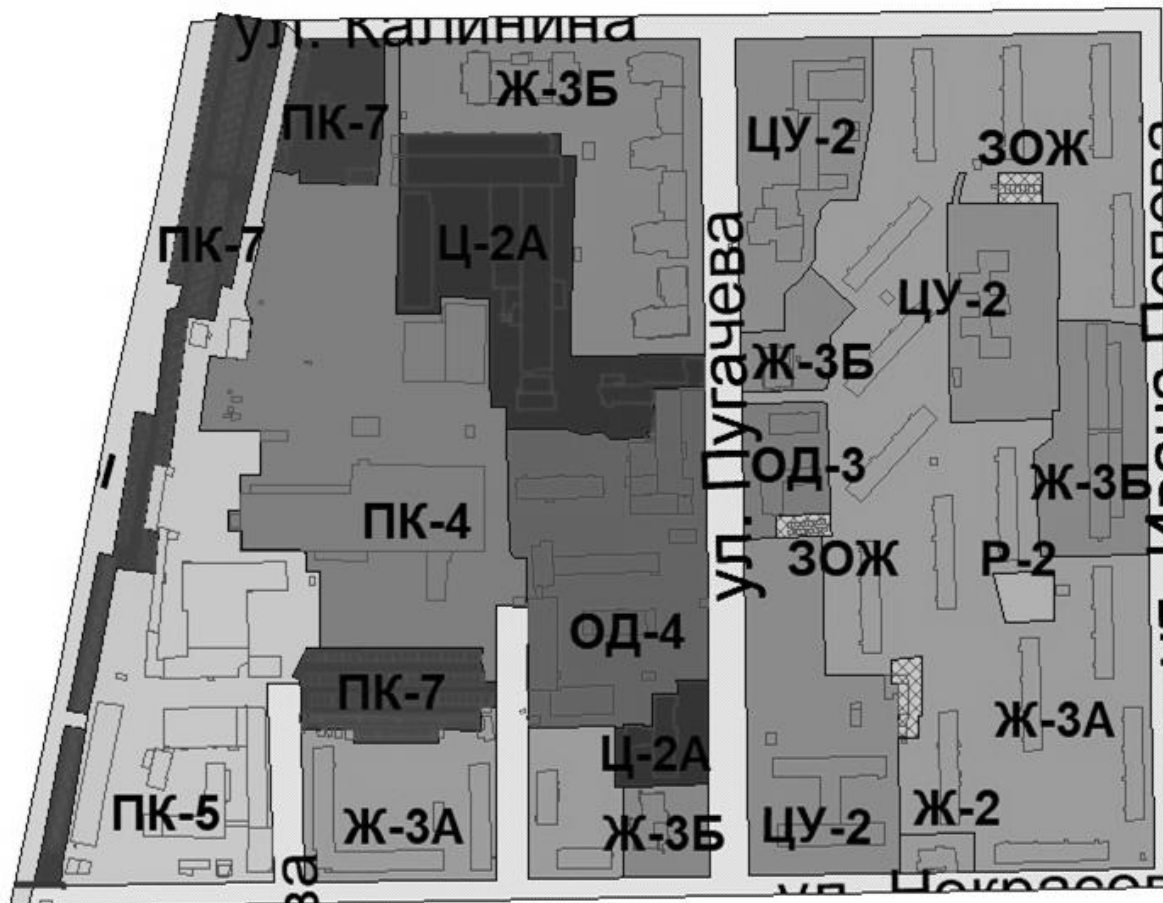 ул. Калинина
Ж-3Б
ПК-7
ЦУ-2
ЗОЖ
ПК-7
Ц-2А
ЦУ-2
Ж-3Б
ул. Пугачева
ОД-3
Ж-3Б
ПК-4
ЗОЖ
Р-2
ОД-4
ПК-7
Ж-3А
Ц-2А
ПК-5
Ж-3А
Ж-3Б
ЦУ-2
Ж-2